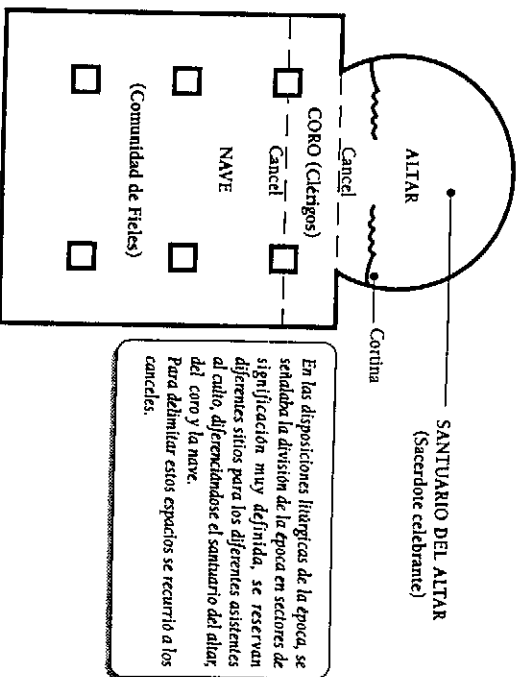 SANTUARIO DEL ALTAR
(Sacerdote celebrante)
ALTAR
Cortina
Cancel
CORO (Clérigos)
Cancel
NAVE
(Comunidad de Fieles)
En las disposiciones litúrgicas de la época, se
señalaba la división de la época en sectores de
significación muy definida, se reservan
diferentes sitios para los diferentes asistentes
al culto, diferenciándose el santuario del altar,
del coro y la nave.
Para delimitar estos espacios se recurrió a los
canceles.